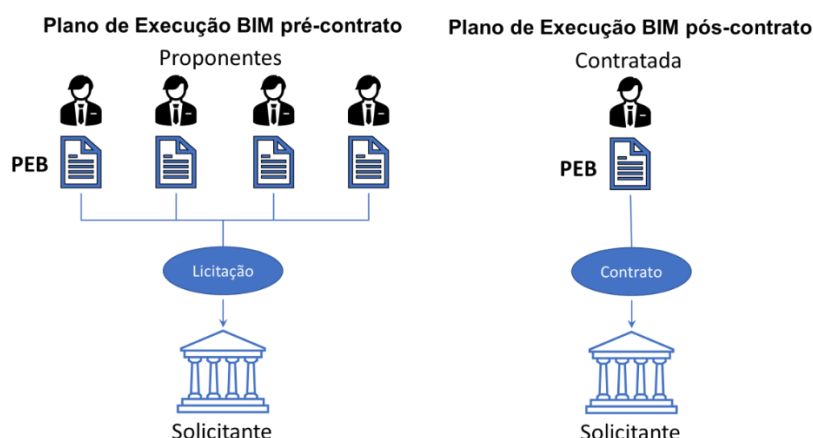 Plano de Execução BIM pré-contrato
Proponentes
PEB
Licitação
Solicitante
Plano de Execução BIM pós-contrato
Contratada
PEB
Contrato
Solicitante